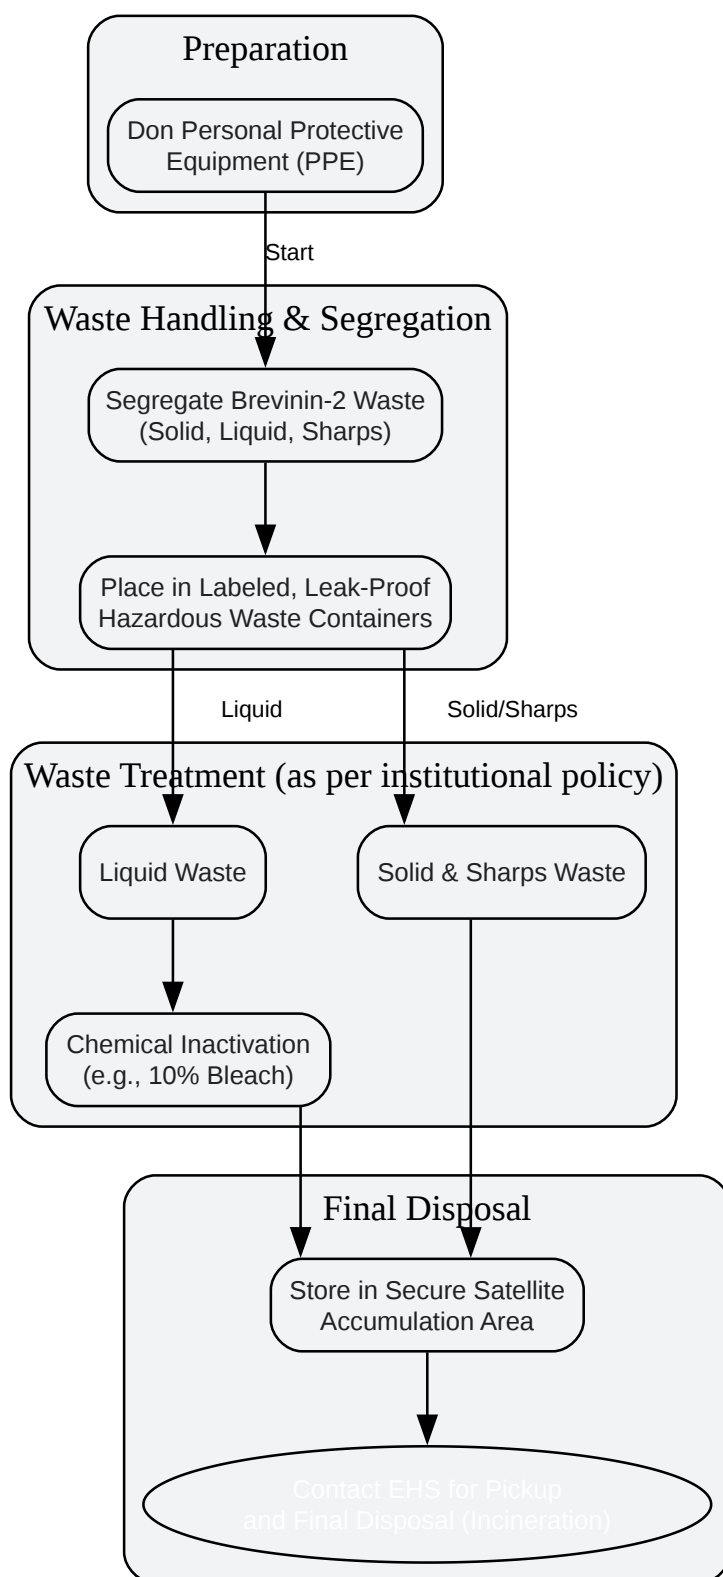 Preparation
Don Personal Protective
Equipment (PPE)
Start
Waste Handling & Segregation
Segregate Brevinin-2 Waste
(Solid, Liquid, Sharps)
Place in Labeled, Leak-Proof
Hazardous Waste Containers
Liquid
Solid/Sharps
Waste Treatment (as per institutional policy)
Liquid Waste
Solid & Sharps Waste
Chemical Inactivation
(e.g., 10% Bleach)
Final Disposal
Store in Secure Satellite
Accumulation Area
Contact EHS for Pickup
and Final Disposal (Incineration)